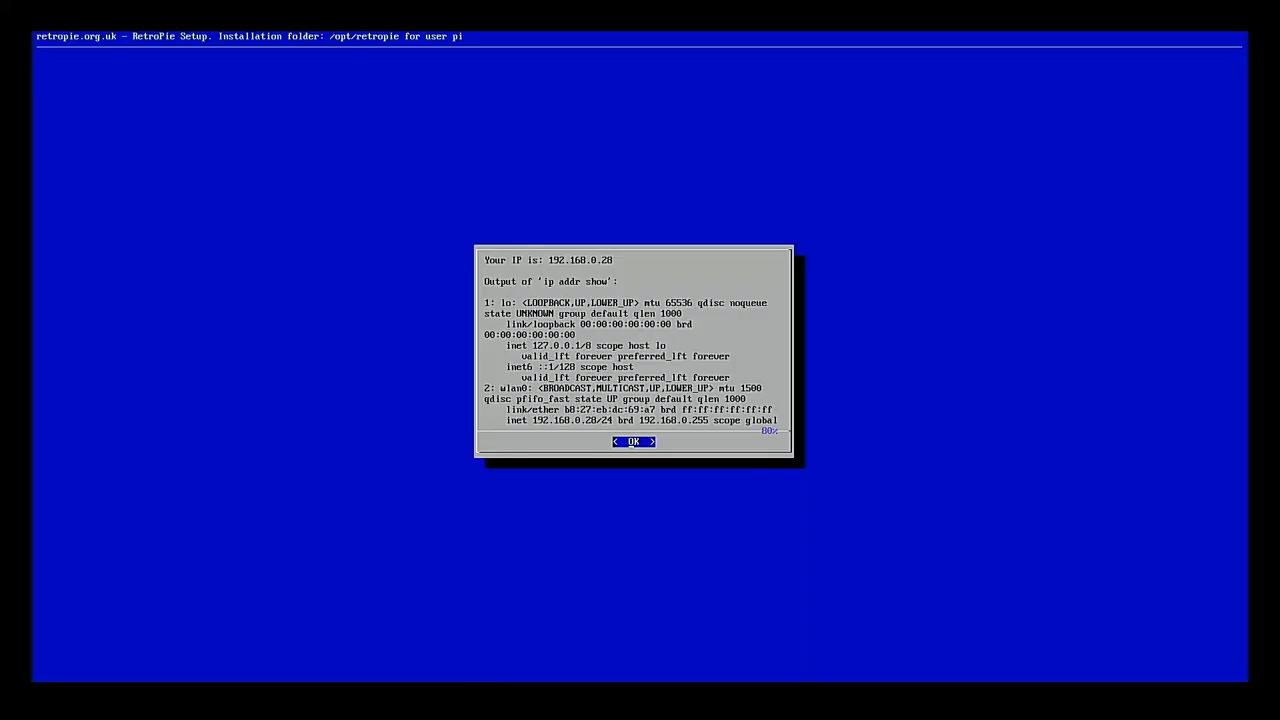 retropie.org.uk - RetroPie Setup. Installation folder: /opt/retropie for user pi
Your IP is: 192.168.0.28
Output of 'ip addr show':
1: lo: <LOOPBACK,UP,LOWER_UP> mtu 65536 qdisc noqueue
state UNKNOWN group default qlen 1000
link/loopback 00:00:00:00:00:00 brd
00:00:00:00:00:00
inet 127.0.0.1/8 scope host lo
valid_lft forever preferred_lft forever
inet6 ::1/128 scope host
valid_lft forever preferred_lft forever
2: wlan0: <BROADCAST,MULTICAST,UP,LOWER_UP> mtu 1500
qdisc pfifo_fast state UP group default qlen 1000
link/ether b8:27:eb:dc:69:a7 brd ff:ff:ff:ff:ff:ff
inet 192.168.0.28/24 brd 192.168.0.255 scope global
80%
< OK >